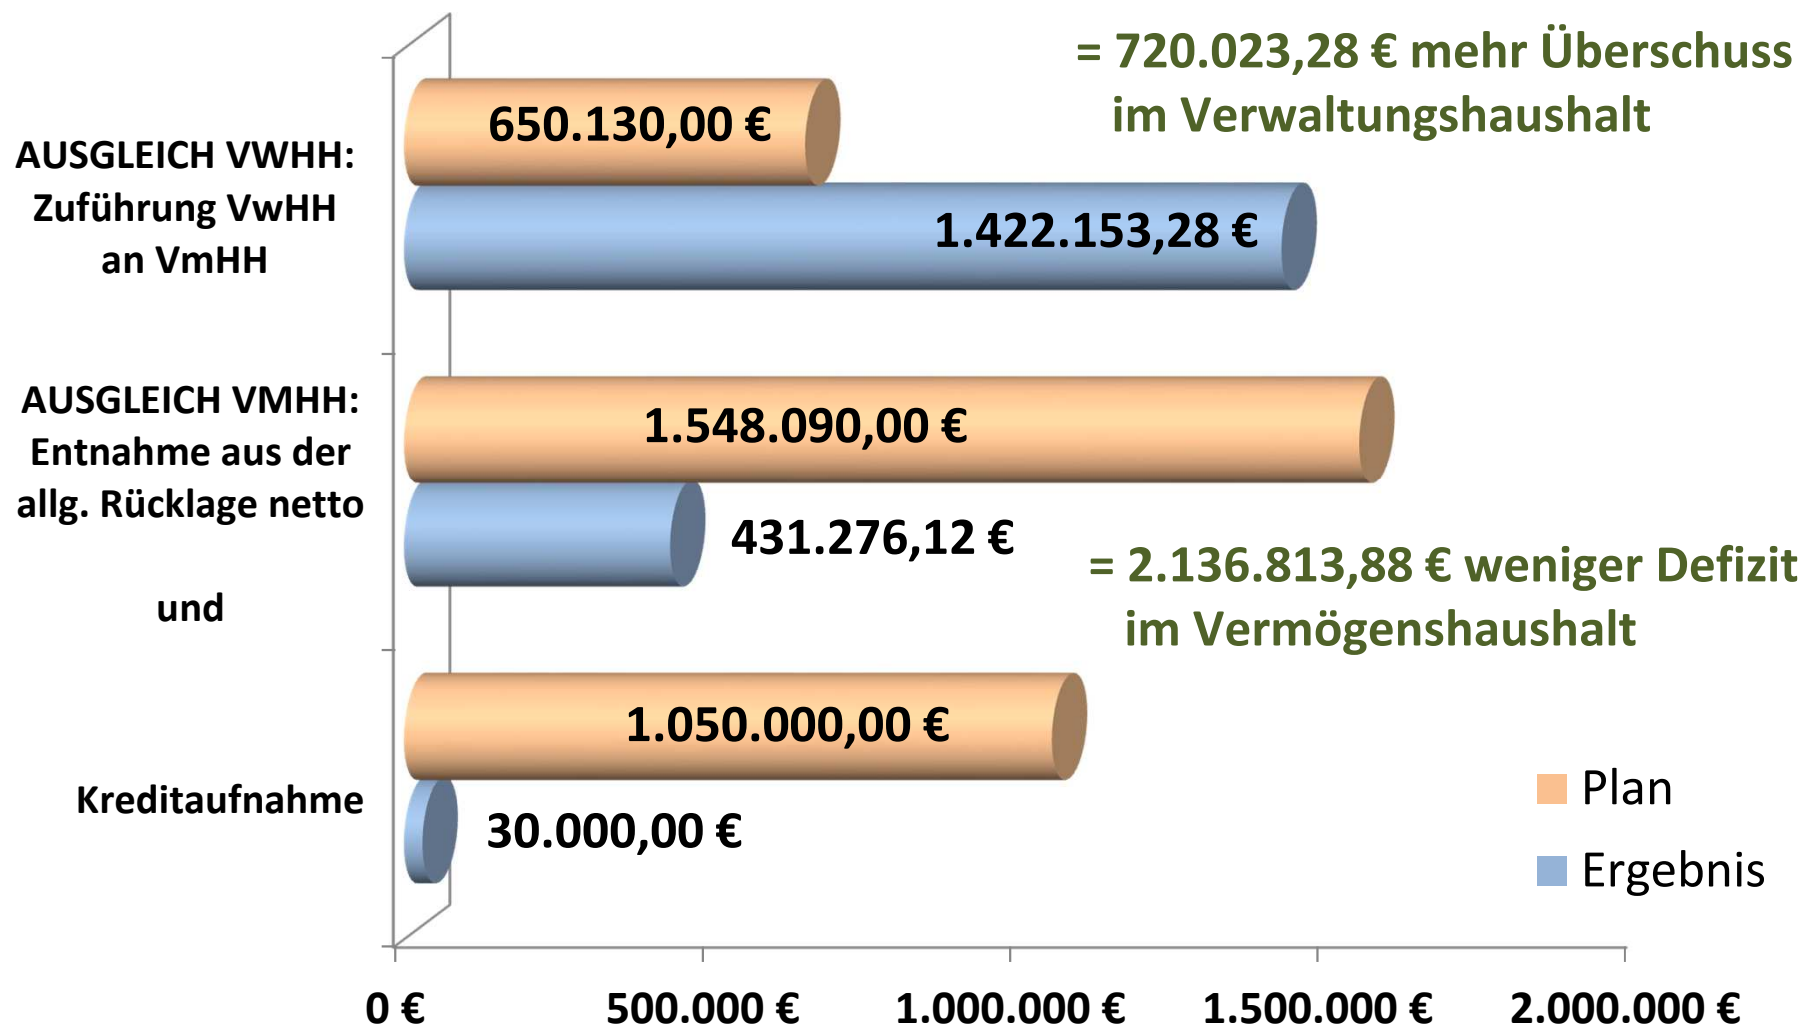 = 720.023,28 € mehr Überschuss
im Verwaltungshaushalt
650.130,00 €
AUSGLEICH VWHH:
Zuführung VwHH
an VmHH
1.422.153,28 €
AUSGLEICH VMHH:
Entnahme aus der
allg. Rücklage netto
und
1.548.090,00 €
431.276,12 €
= 2.136.813,88 € weniger Defizit
im Vermögenshaushalt
Kreditaufnahme
1.050.000,00 €
30.000,00 €
Plan
Ergebnis
0 € 500.000 € 1.000.000 € 1.500.000 € 2.000.000 €